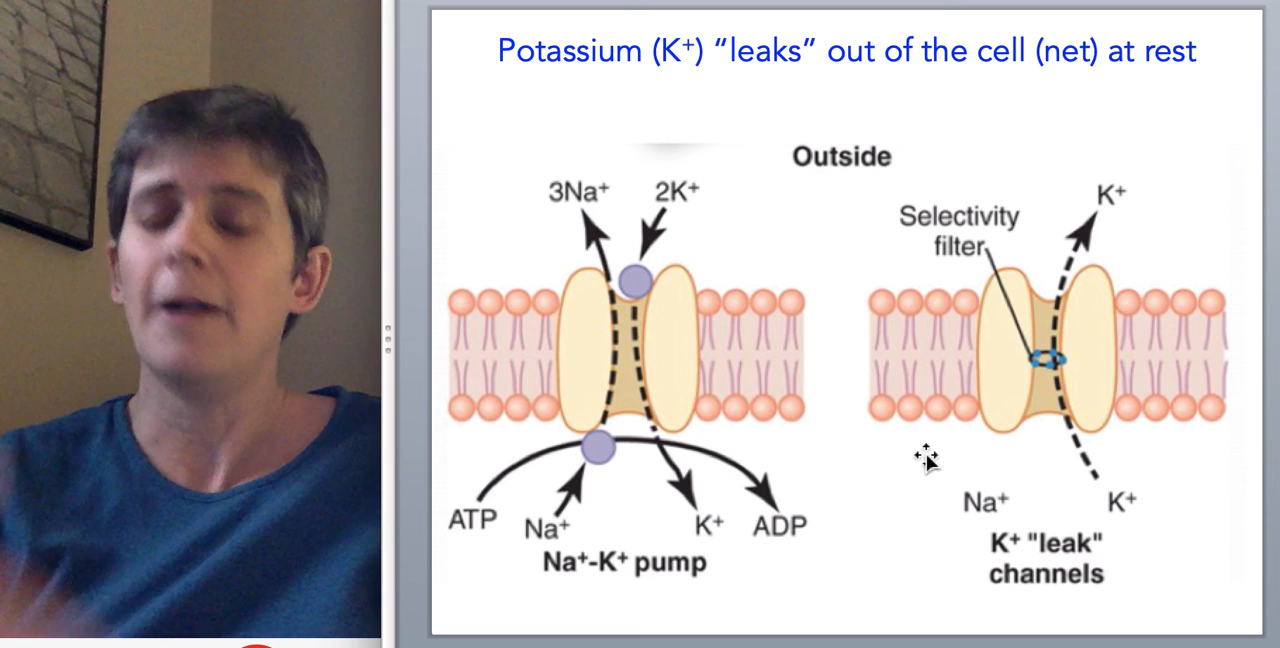 Potassium (K⁺) “leaks” out of the cell (net) at rest
Outside
3Na⁺
2K⁺
ATP
Na⁺
K⁺
ADP
Na⁺-K⁺ pump
Selectivity
filter
K⁺
Na⁺
K⁺
K⁺ "leak"
channels